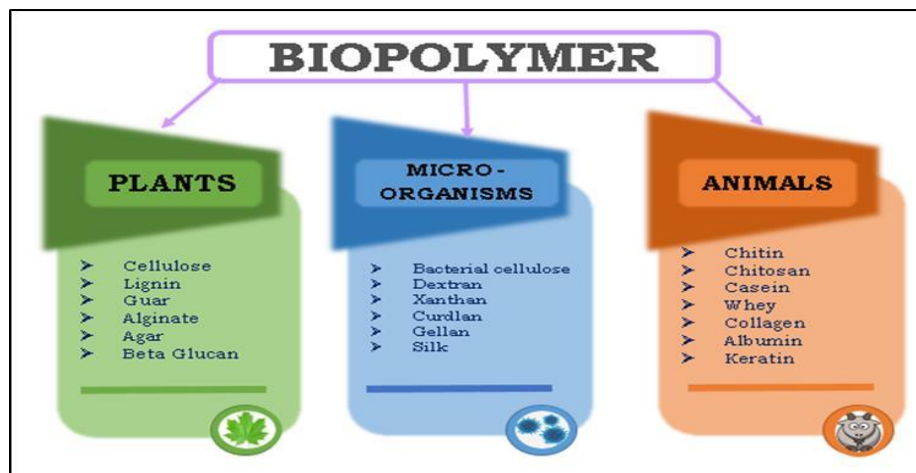 BIOPOLYMER
PLANTS
➤ Cellulose
➤ Lignin
➤ Guar
➤ Alginate
➤ Agar
➤ Beta Glucan
MICRO-
ORGANISMS
➤ Bacterial cellulose
➤ Dextran
➤ Xanthan
➤ Curdlan
➤ Gellan
➤ Silk
ANIMALS
➤ Chitin
➤ Chitosan
➤ Casein
➤ Whey
➤ Collagen
➤ Albumin
➤ Keratin